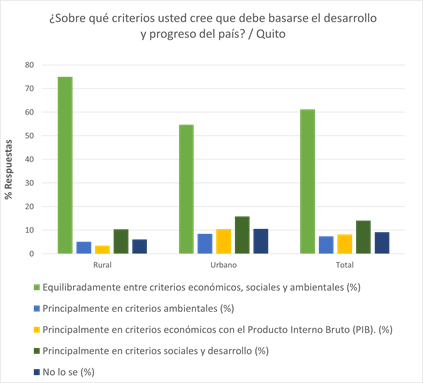 ¿Sobre qué criterios usted cree que debe basarse el desarrollo
y progreso del país? / Quito
% Respuestas
80
70
60
50
40
30
20
10
0
Rural
Urbano
Total
Equilibradamente entre criterios económicos, sociales y ambientales (%)
Principalmente en criterios ambientales (%)
Principalmente en criterios económicos con el Producto Interno Bruto (PIB). (%)
Principalmente en criterios sociales y desarrollo (%)
No lo se (%)